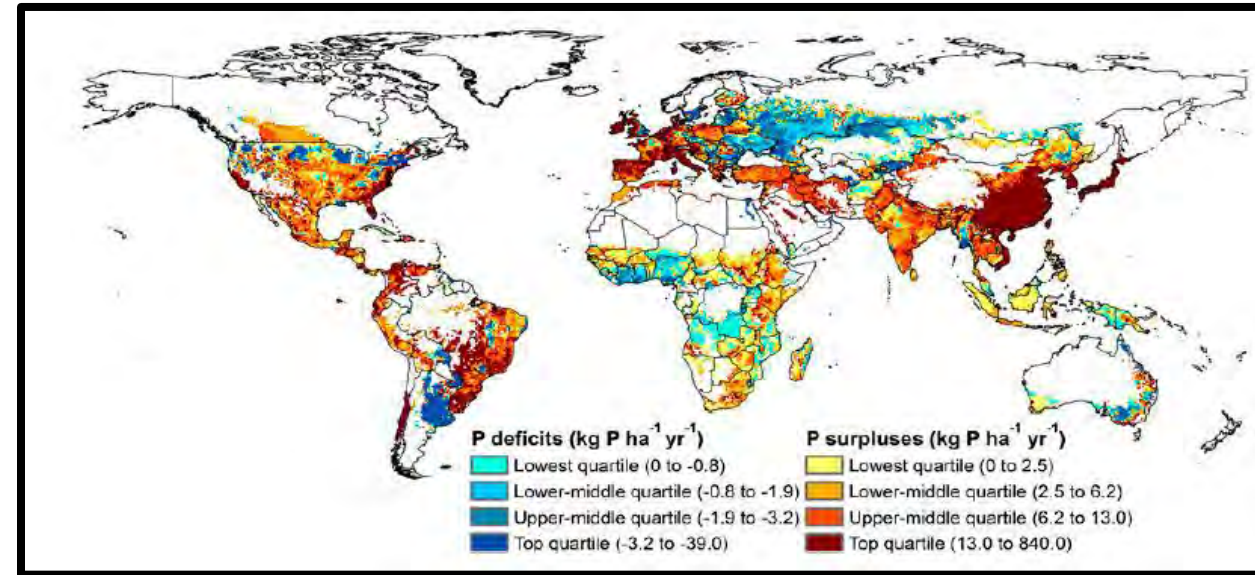 P deficits (kg P ha⁻¹ yr⁻¹)
Lowest quartile (0 to -0.8)
Lower-middle quartile (-0.8 to -1.9)
Upper-middle quartile (-1.9 to -3.2)
Top quartile (-3.2 to -39.0)
P surpluses (kg P ha⁻¹ yr⁻¹)
Lowest quartile (0 to 2.5)
Lower-middle quartile (2.5 to 6.2)
Upper-middle quartile (6.2 to 13.0)
Top quartile (13.0 to 840.0)